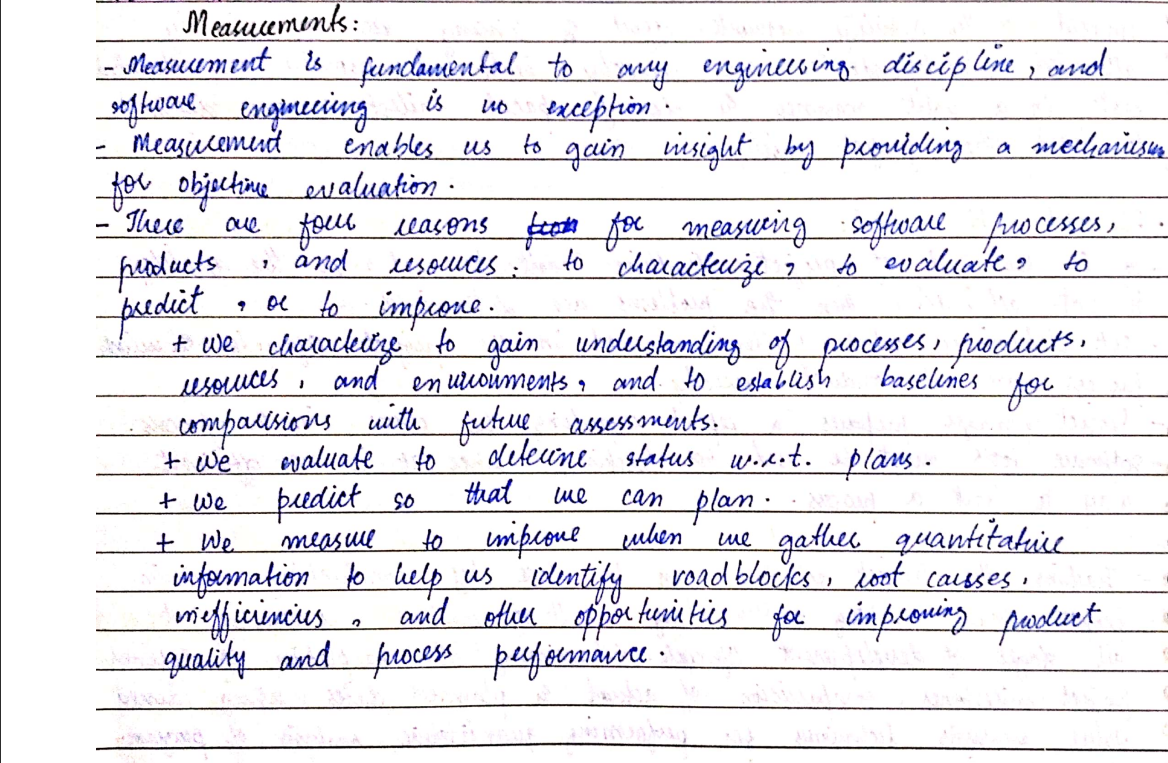 Measurements:
- Measurement is fundamental to any engineering discipline, and
software engineering is no exception.
- Measurement enables us to gain insight by providing a mechanism
for objective evaluation.
- There are four reasons for measuring software processes,
products, and resources: to characterize, to evaluate, to
predict, or to improve.
+ We characterize to gain understanding of processes, products,
resources, and environments, and to establish baselines for
comparisions with future assessments.
+ We evaluate to deterine status w.r.t. plans.
+ We predict so that we can plan.
+ We measure to improve when we gather quantitative
information to help us identify roadblocks, root causses,
inefficiencies, and other opportunities for improving product
quality and process performance.